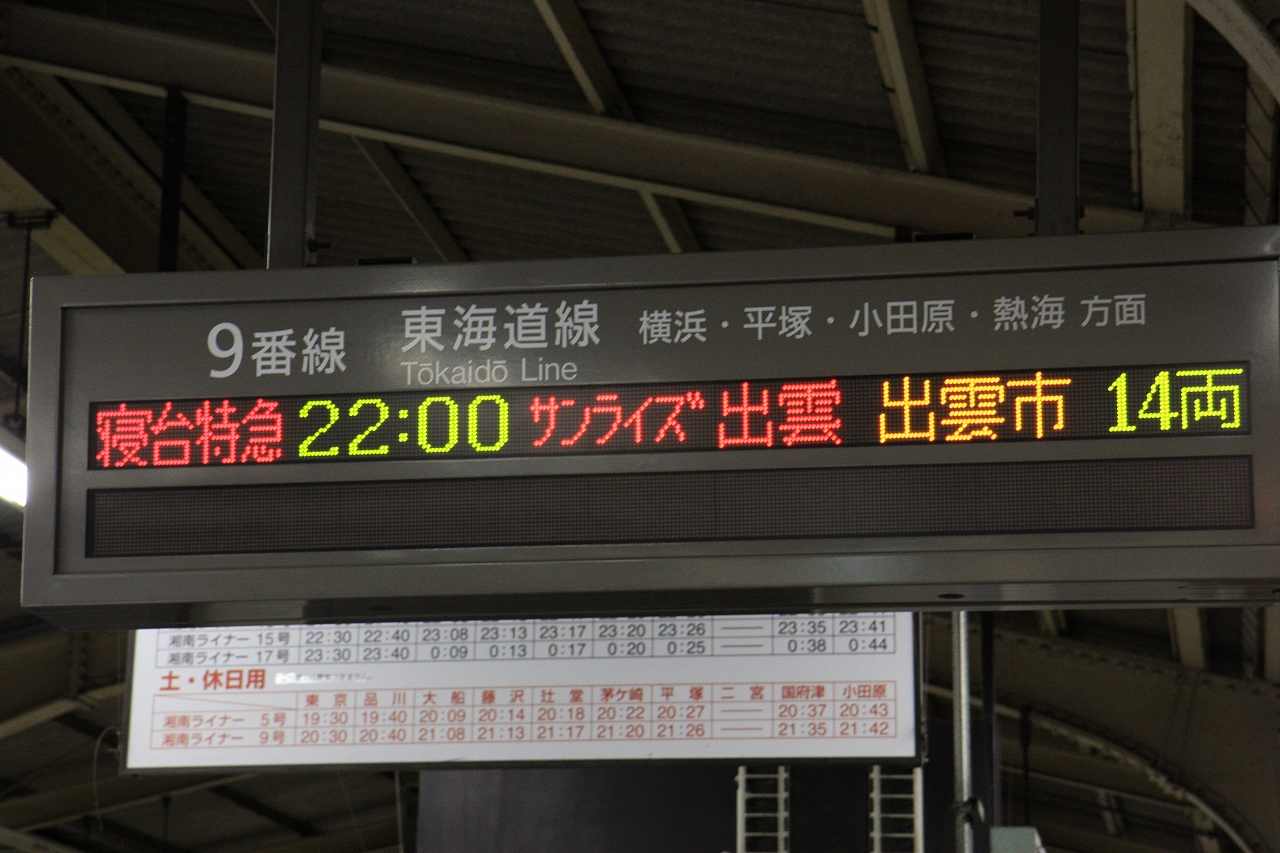 9番線 東海道線 横浜・平塚・小田原・熱海 方面
Tōkaidō Line
寝台特急 22:00 サンライズ 出雲 出雲市 14両
湘南ライナー 15号 22:30 22:40 23:08 23:13 23:17 23:20 23:26 — 23:35 23:41
湘南ライナー 17号 23:30 23:40 0:09 0:13 0:17 0:20 0:25 — 0:38 0:44
土・休日用
東京 品川 大船 藤沢 辻堂 茅ケ崎 平塚 二宮 国府津 小田原
湘南ライナー 5号 19:30 19:40 20:09 20:14 20:18 20:22 20:27 — 20:37 20:43
湘南ライナー 9号 20:30 20:40 21:08 21:13 21:17 21:20 21:26 — 21:35 21:42